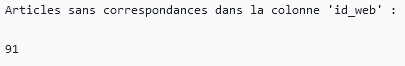 Articles sans correspondances dans la colonne 'id_web' :
91